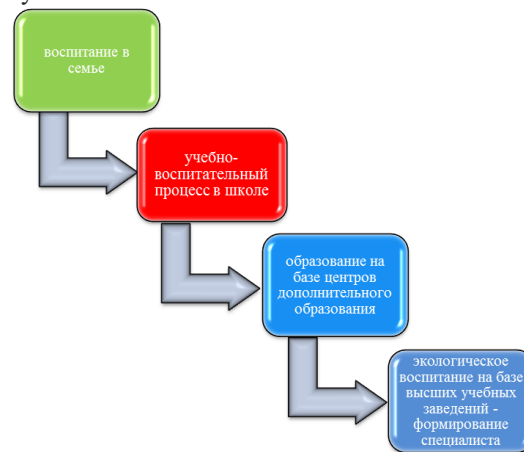 воспитание в
семье
учебно-
воспитательный
процесс в школе
образование на
базе центров
дополнительного
образования
экологическое
воспитание на базе
высших учебных
заведений -
формирование
специалиста